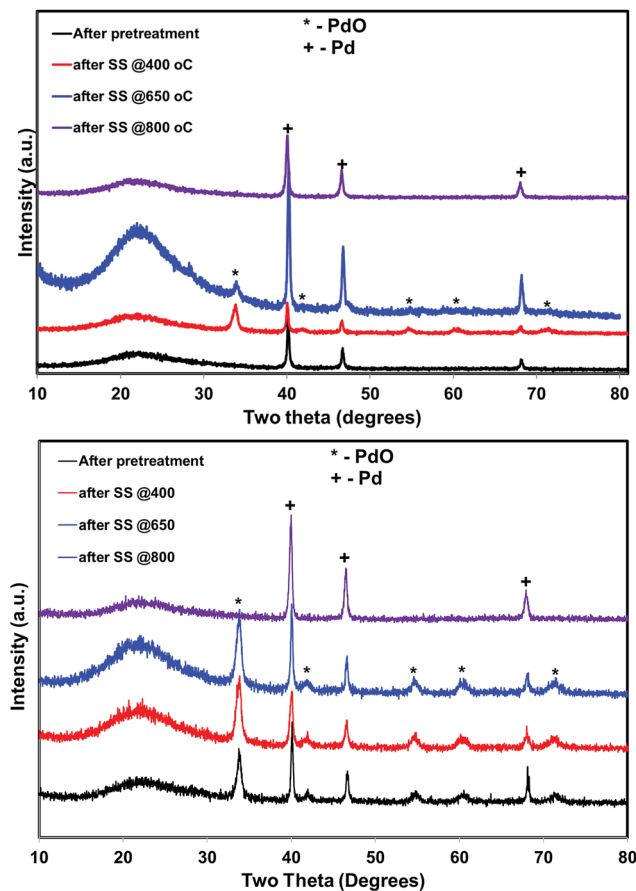 After pretreatment
after SS @400 oC
after SS @650 oC
after SS @800 oC
* - PdO
+ - Pd
+
+
+
*
*
*
*
*
Intensity (a.u.)
10 20 30 40 50 60 70 80
Two theta (degrees)
After pretreatment
after SS @400
after SS @650
after SS @800
* - PdO
+ - Pd
+
+
+
*
*
*
*
*
Intensity (a.u.)
10 20 30 40 50 60 70 80
Two Theta (Degrees)